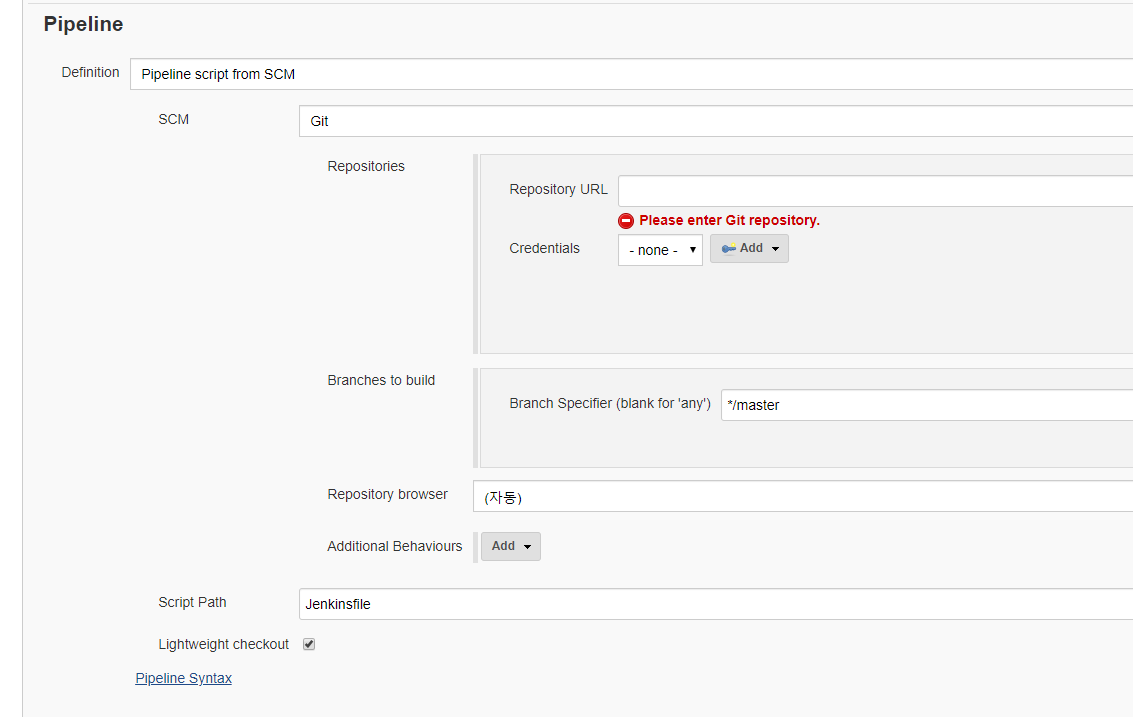 Pipeline
Definition
Pipeline script from SCM
SCM
Git
Repositories
Repository URL
Please enter Git repository.
Credentials
- none -
Add
Branches to build
Branch Specifier (blank for 'any')
*/master
Repository browser
(자동)
Additional Behaviours
Add
Script Path
Jenkinsfile
Lightweight checkout
Pipeline Syntax